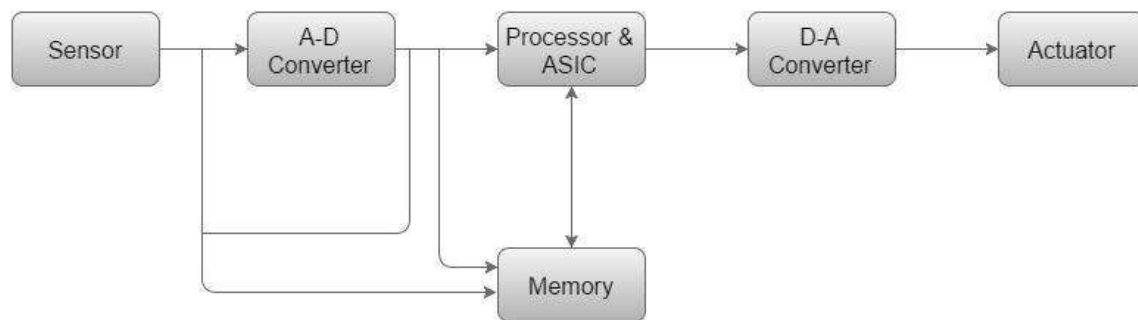 Sensor
A-D
Converter
Processor &
ASIC
D-A
Converter
Actuator
Memory